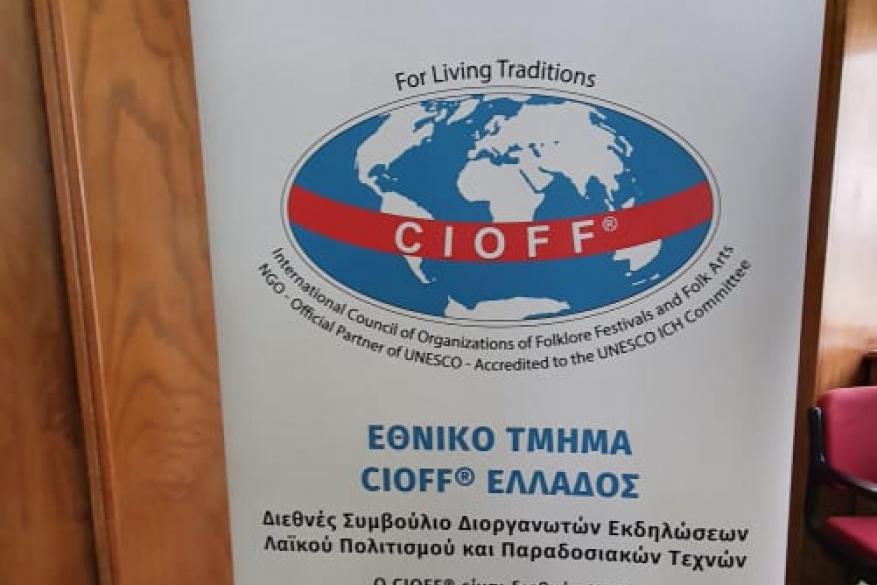 For Living Traditions
CIOFF®
International Council of Organizations of Folklore Festivals and Folk Arts
NGO - Official Partner of UNESCO - Accredited to the UNESCO ICH Committee
ΕΘΝΙΚΟ ΤΜΗΜΑ
CIOFF® ΕΛΛΑΔΟΣ
Διεθνές Συμβούλιο Διοργανωτών Εκδηλώσεων
Λαϊκού Πολιτισμού και Παραδοσιακών Τεχνών
Ο CIOFF® είναι